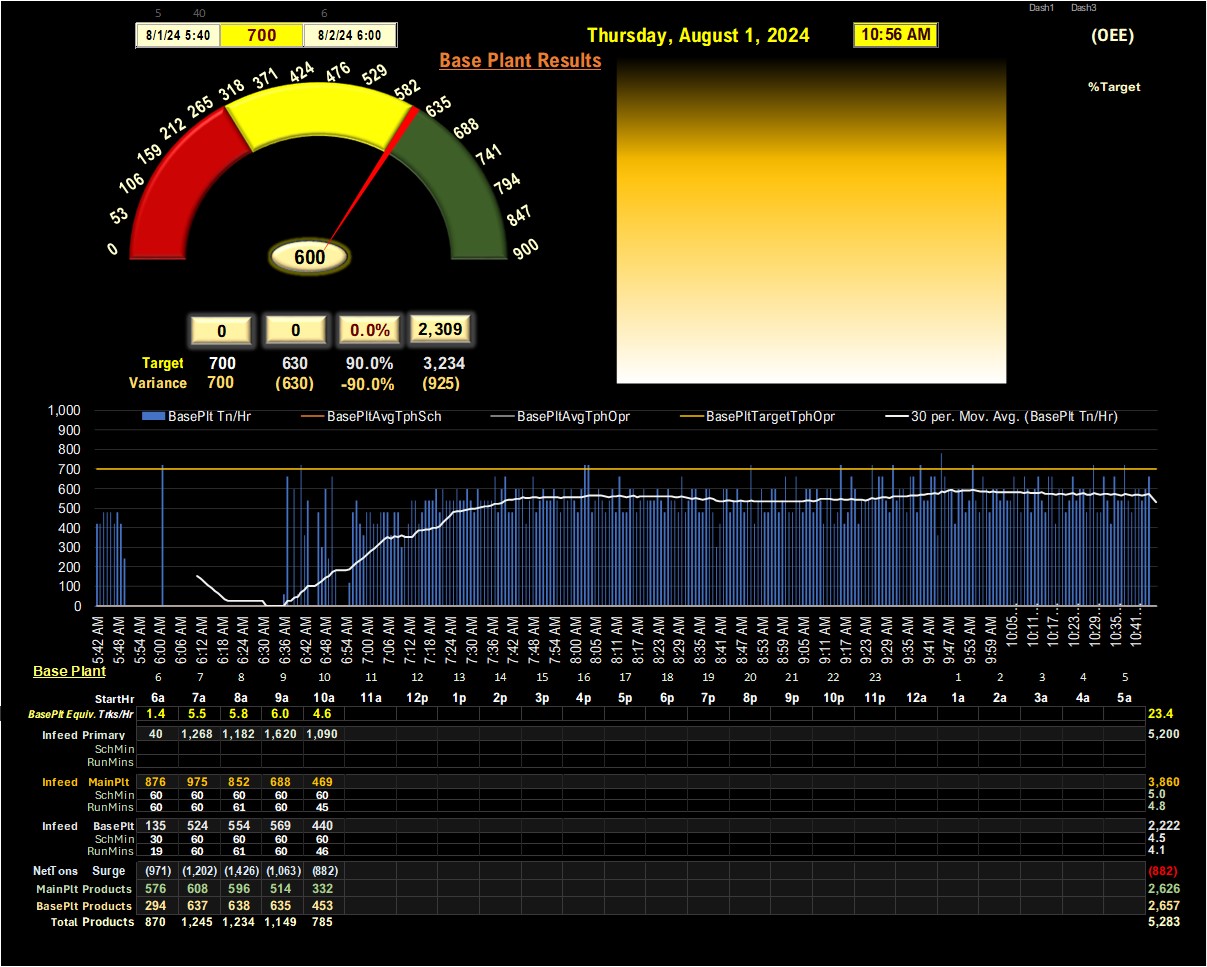 5 40 6 Dash1 Dash3
8/1/24 5:40 700 8/2/24 6:00 Thursday, August 1, 2024 10:56 AM (OEE)
Base Plant Results
%Target
0 53 106 159 212 265 318 371 424 476 529 582 635 688 741 794 847 900
600
0 0 0.0% 2,309
Target 700 630 90.0% 3,234
Variance 700 (630) -90.0% (925)
BasePlt Tn/Hr BasePltAvgTphSch BasePltAvgTphOpr BasePltTargetTphOpr 30 per. Mov. Avg. (BasePlt Tn/Hr)
1,000
900
800
700
600
500
400
300
200
100
0
5:42 AM 5:48 AM 5:54 AM 6:00 AM 6:06 AM 6:12 AM 6:18 AM 6:24 AM 6:30 AM 6:36 AM 6:42 AM 6:48 AM 6:54 AM 7:00 AM 7:06 AM 7:12 AM 7:18 AM 7:24 AM 7:30 AM 7:36 AM 7:42 AM 7:48 AM 7:54 AM 8:00 AM 8:06 AM 8:11 AM 8:17 AM 8:23 AM 8:29 AM 8:35 AM 8:41 AM 8:47 AM 8:53 AM 8:59 AM 9:05 AM 9:11 AM 9:17 AM 9:23 AM 9:29 AM 9:35 AM 9:41 AM 9:47 AM 9:53 AM 9:59 AM 10:05... 10:11... 10:17... 10:23... 10:29... 10:35... 10:41...
Base Plant
6 7 8 9 10 11 12 13 14 15 16 17 18 19 20 21 22 23 1 2 3 4 5
StartHr 6a 7a 8a 9a 10a 11a 12p 1p 2p 3p 4p 5p 6p 7p 8p 9p 10p 11p 12a 1a 2a 3a 4a 5a
BasePlt Equiv. Trks/Hr 1.4 5.5 5.8 6.0 4.6 23.4
Infeed Primary 40 1,268 1,182 1,620 1,090 5,200
SchMin
RunMins
Infeed MainPlt 876 975 852 688 469 3,860
SchMin 60 60 60 60 60 5.0
RunMins 60 60 61 60 45 4.8
Infeed BasePlt 135 524 554 569 440 2,222
SchMin 30 60 60 60 60 4.5
RunMins 19 60 61 60 46 4.1
NetTons Surge (971) (1,202) (1,426) (1,063) (882) (882)
MainPlt Products 576 608 596 514 332 2,626
BasePlt Products 294 637 638 635 453 2,657
Total Products 870 1,245 1,234 1,149 785 5,283